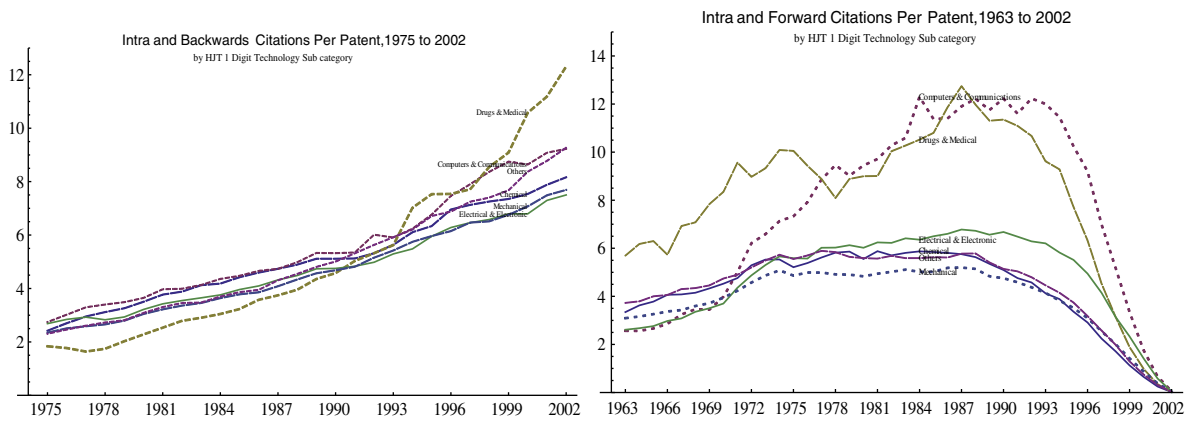 Intra and Backwards Citations Per Patent,1975 to 2002
by HJT 1 Digit Technology Sub category
12
10
8
6
4
2
Drugs & Medical
Computers & Communications
Others
Chemical
Mechanical
Electrical & Electronic
1975 1978 1981 1984 1987 1990 1993 1996 1999 2002
Intra and Forward Citations Per Patent,1963 to 2002
by HJT 1 Digit Technology Sub category
14
12
10
8
6
4
2
Computers & Communications
Drugs & Medical
Electrical & Electronic
Chemical
Others
Mechanical
1963 1966 1969 1972 1975 1978 1981 1984 1987 1990 1993 1996 1999 2002